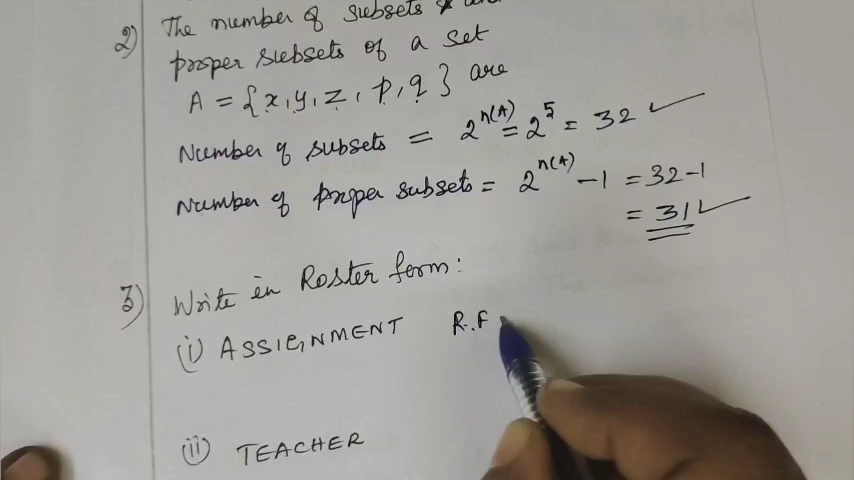 2) The number of subsets
proper subsets of a set
A = {x, y, z, p, q} are
Number of subsets = 2^n(A) = 2^5 = 32 ✓
Number of proper subsets = 2^n(A) - 1 = 32-1
= 31 ✓
3) Write in Roster form:
(i) ASSIGNMENT R.F
(ii) TEACHER